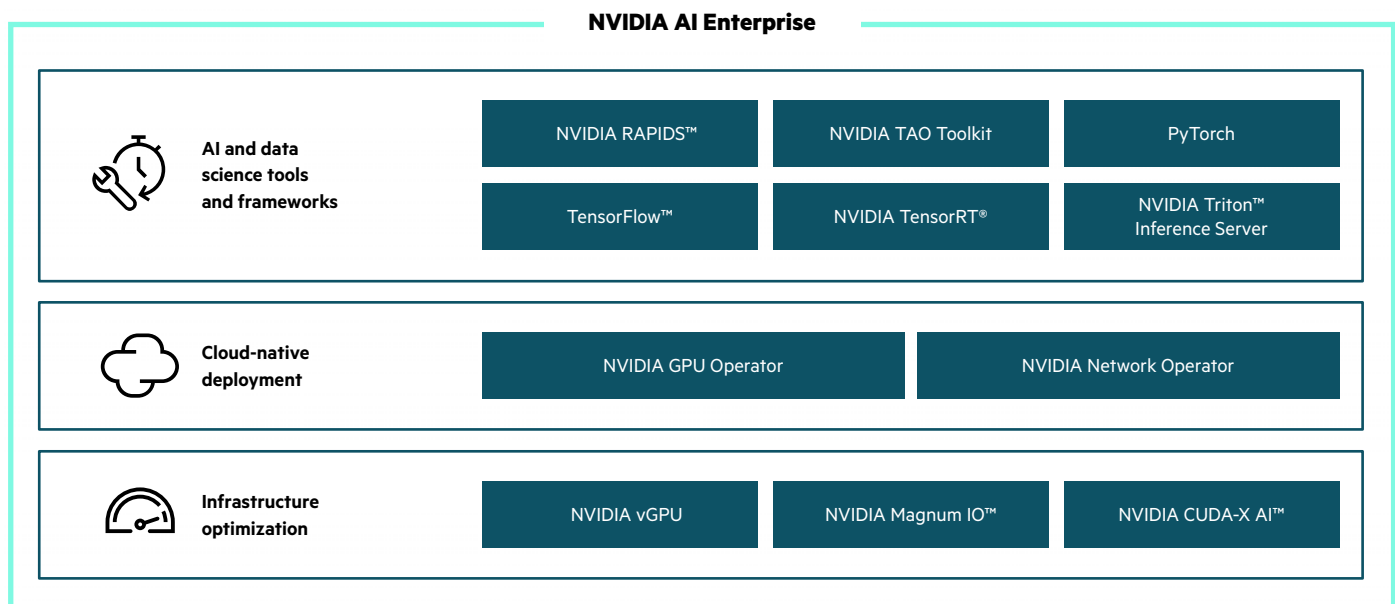 NVIDIA AI Enterprise
AI and data
science tools
and frameworks
NVIDIA RAPIDS™
NVIDIA TAO Toolkit
PyTorch
TensorFlow™
NVIDIA TensorRT®
NVIDIA Triton™
Inference Server
Cloud-native
deployment
NVIDIA GPU Operator
NVIDIA Network Operator
Infrastructure
optimization
NVIDIA vGPU
NVIDIA Magnum IO™
NVIDIA CUDA-X AI™